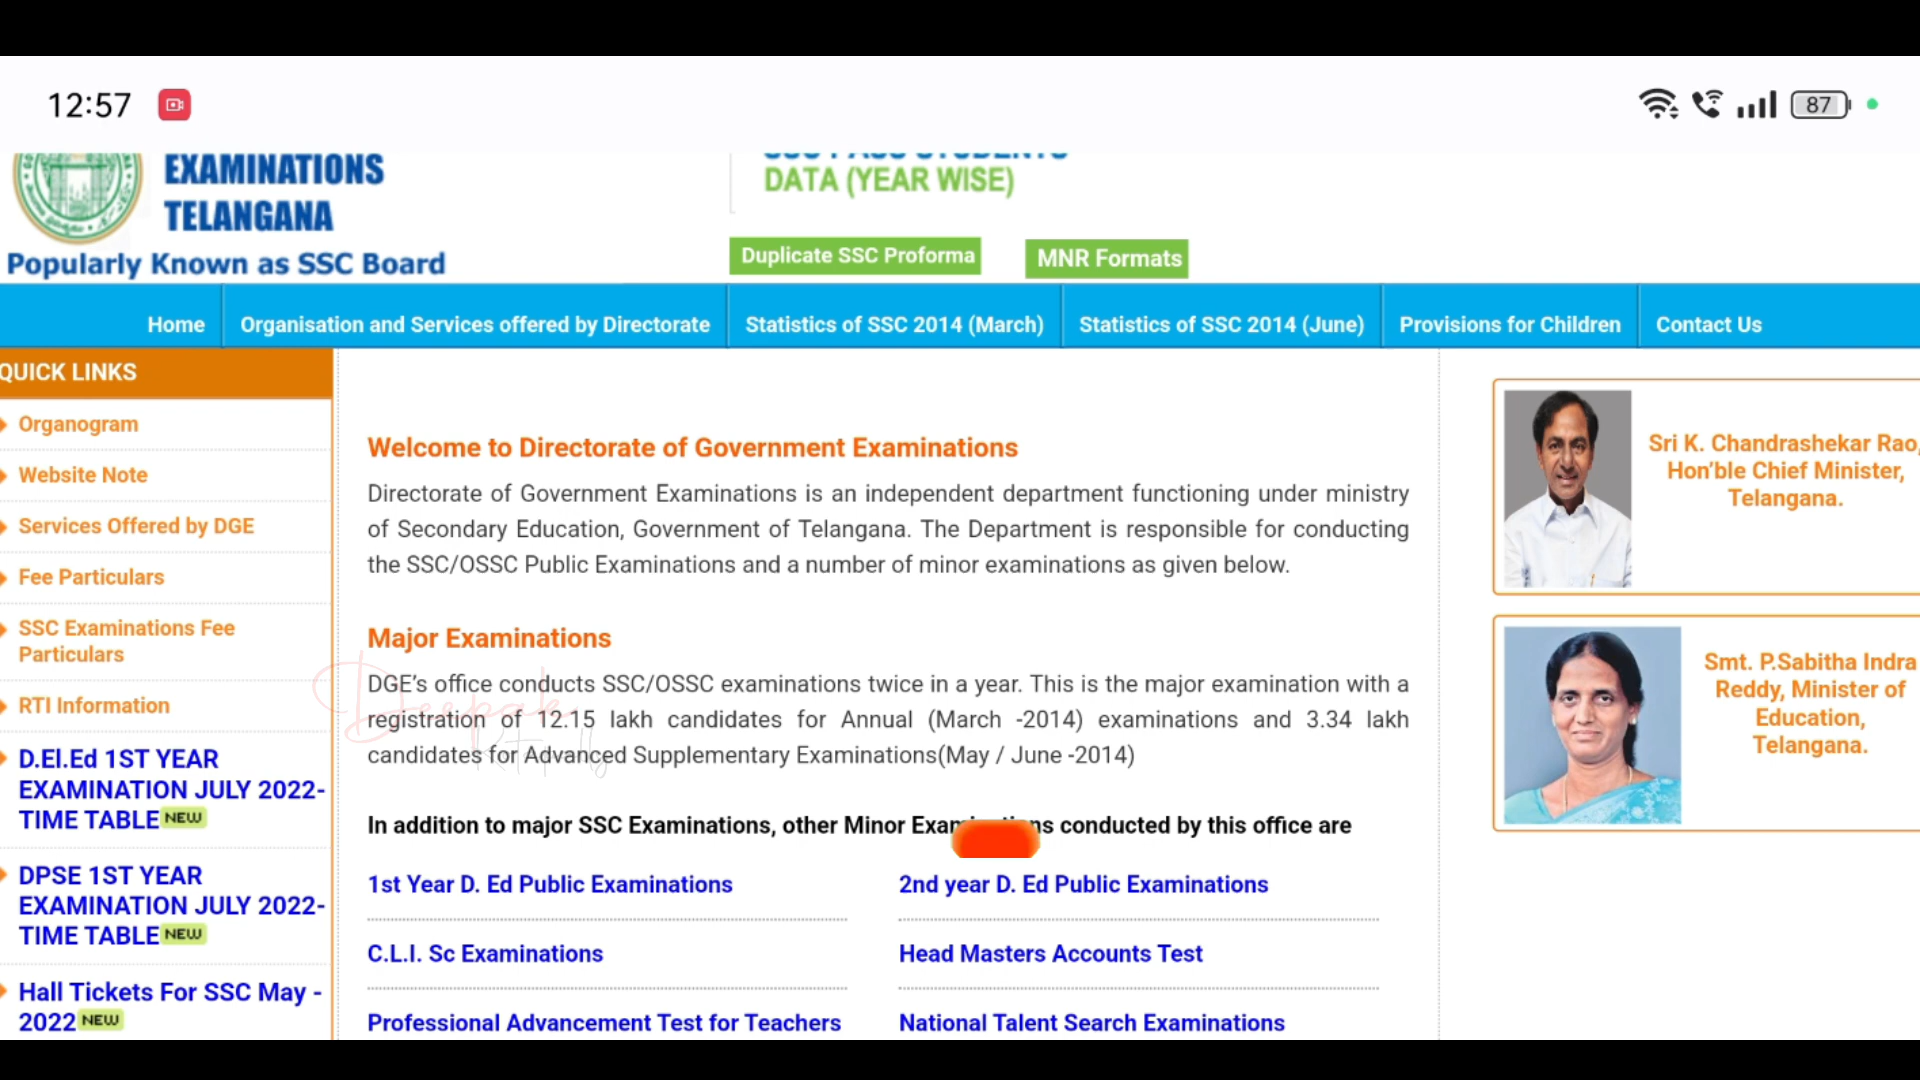 12:57
87
EXAMINATIONS
TELANGANA
Popularly Known as SSC Board
SSC PASS STUDENTS
DATA (YEAR WISE)
Duplicate SSC Proforma
MNR Formats
Home
Organisation and Services offered by Directorate
Statistics of SSC 2014 (March)
Statistics of SSC 2014 (June)
Provisions for Children
Contact Us
QUICK LINKS
Organogram
Website Note
Services Offered by DGE
Fee Particulars
SSC Examinations Fee
Particulars
RTI Information
D.El.Ed 1ST YEAR
EXAMINATION JULY 2022-
TIME TABLE NEW
DPSE 1ST YEAR
EXAMINATION JULY 2022-
TIME TABLE NEW
Hall Tickets For SSC May -
2022 NEW
Welcome to Directorate of Government Examinations
Directorate of Government Examinations is an independent department functioning under ministry
of Secondary Education, Government of Telangana. The Department is responsible for conducting
the SSC/OSSC Public Examinations and a number of minor examinations as given below.
Major Examinations
DGE's office conducts SSC/OSSC examinations twice in a year. This is the major examination with a
registration of 12.15 lakh candidates for Annual (March -2014) examinations and 3.34 lakh
candidates for Advanced Supplementary Examinations(May / June -2014)
Deepak
In addition to major SSC Examinations, other Minor Examinations conducted by this office are
1st Year D. Ed Public Examinations
2nd year D. Ed Public Examinations
C.L.I. Sc Examinations
Head Masters Accounts Test
Professional Advancement Test for Teachers
National Talent Search Examinations
Sri K. Chandrashekar Rao,
Hon'ble Chief Minister,
Telangana.
Smt. P.Sabitha Indra
Reddy, Minister of
Education,
Telangana.